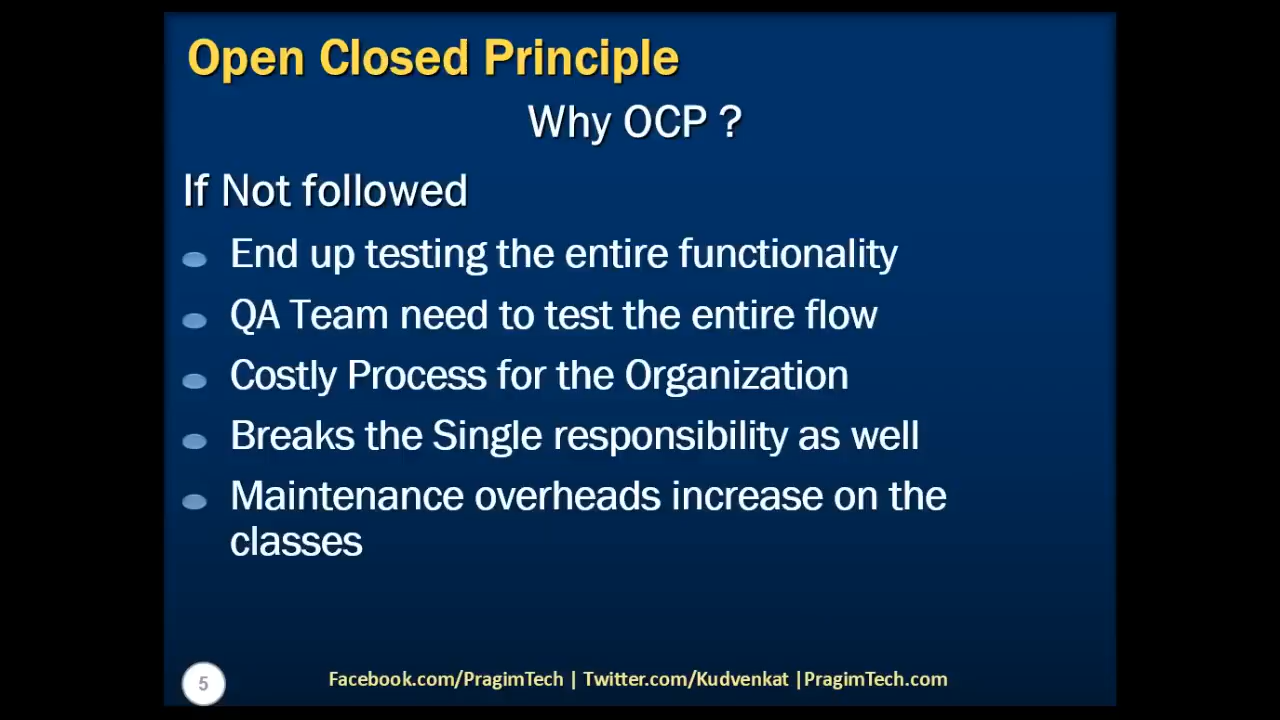 Open Closed Principle
Why OCP ?
If Not followed
End up testing the entire functionality
QA Team need to test the entire flow
Costly Process for the Organization
Breaks the Single responsibility as well
Maintenance overheads increase on the
classes
5
Facebook.com/PragimTech | Twitter.com/Kudvenkat |PragimTech.com